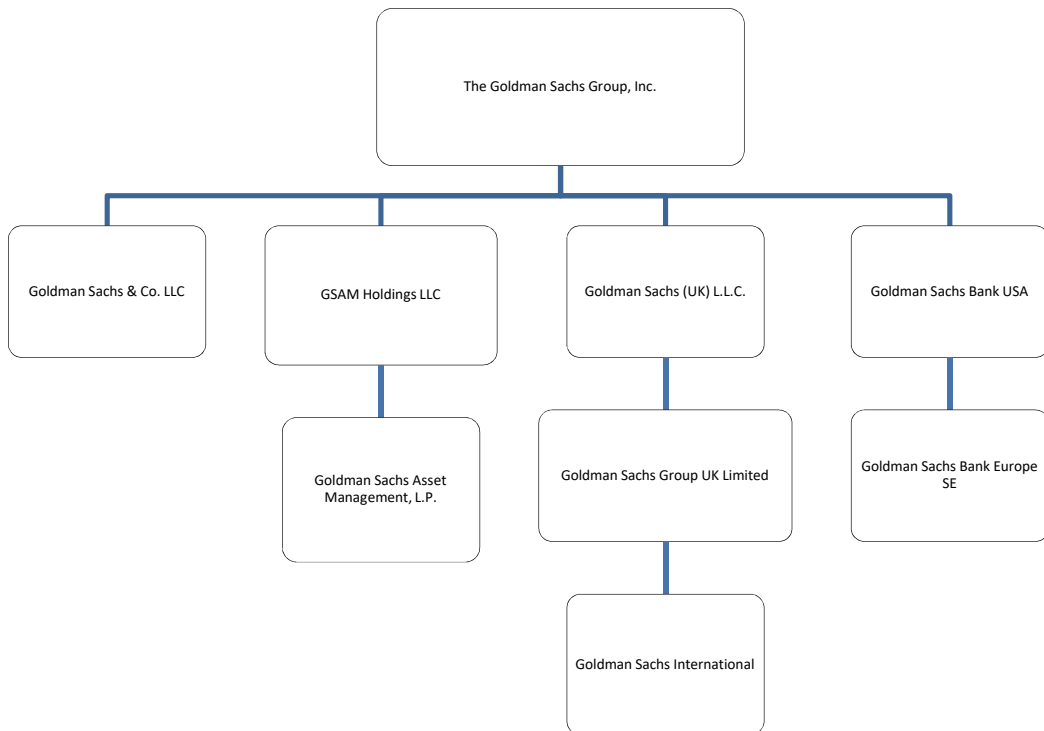 The Goldman Sachs Group, Inc.
Goldman Sachs & Co. LLC
GSAM Holdings LLC
Goldman Sachs (UK) L.L.C.
Goldman Sachs Bank USA
Goldman Sachs Asset
Management, L.P.
Goldman Sachs Group UK Limited
Goldman Sachs Bank Europe
SE
Goldman Sachs International